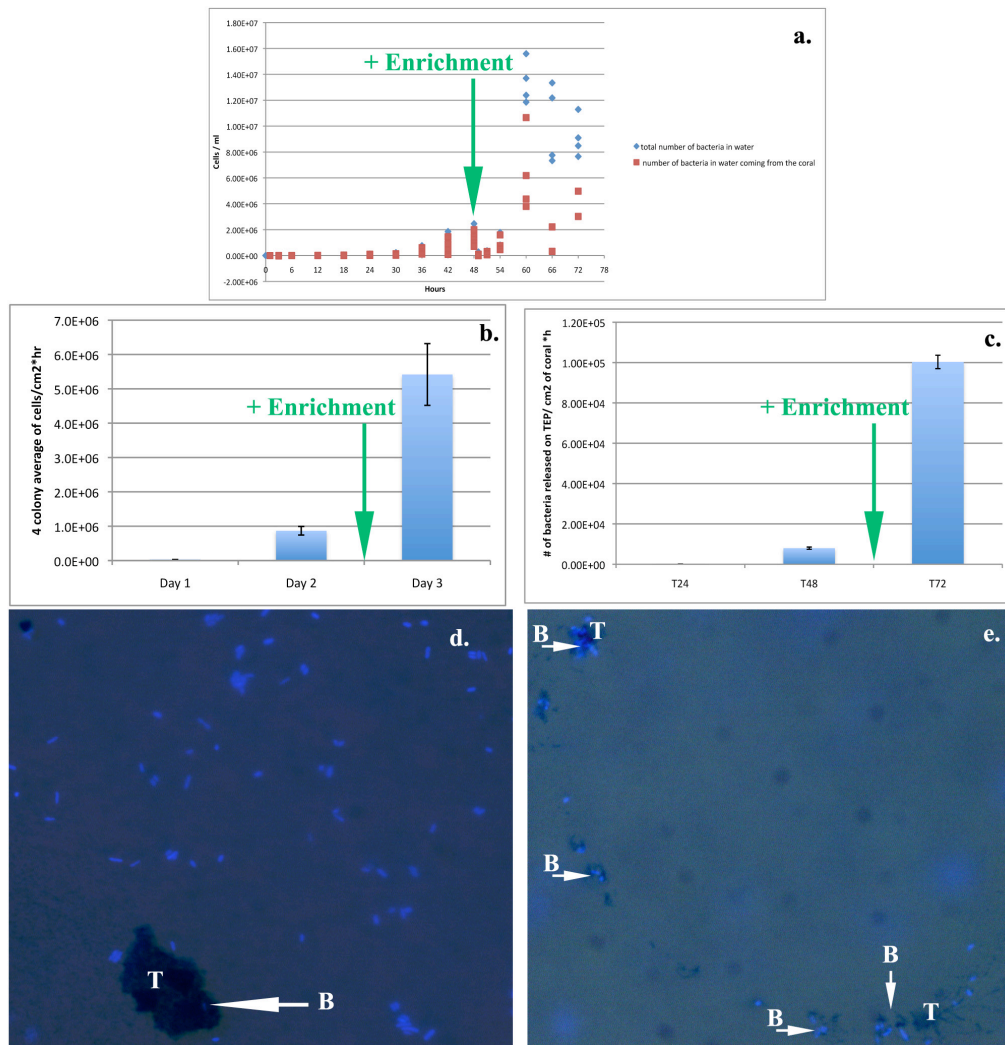 a.
1.80E+07
1.60E+07
1.40E+07
1.20E+07
1.00E+07
8.00E+06
6.00E+06
4.00E+06
2.00E+06
0.00E+00
-2.00E+06
Cells / ml
+ Enrichment
0 6 12 18 24 30 36 42 48 54 60 66 72 78
Hours
total number of bacteria in water
number of bacteria in water coming from the coral
b.
7.0E+06
6.0E+06
5.0E+06
4.0E+06
3.0E+06
2.0E+06
1.0E+06
0.0E+00
4 colony average of cells/cm2*hr
+ Enrichment
Day 1 Day 2 Day 3
c.
1.20E+05
1.00E+05
8.00E+04
6.00E+04
4.00E+04
2.00E+04
0.00E+00
# of bacteria released on TEP/ cm2 of coral *h
+ Enrichment
T24 T48 T72
d.
T
B
e.
B T
B
B
B T